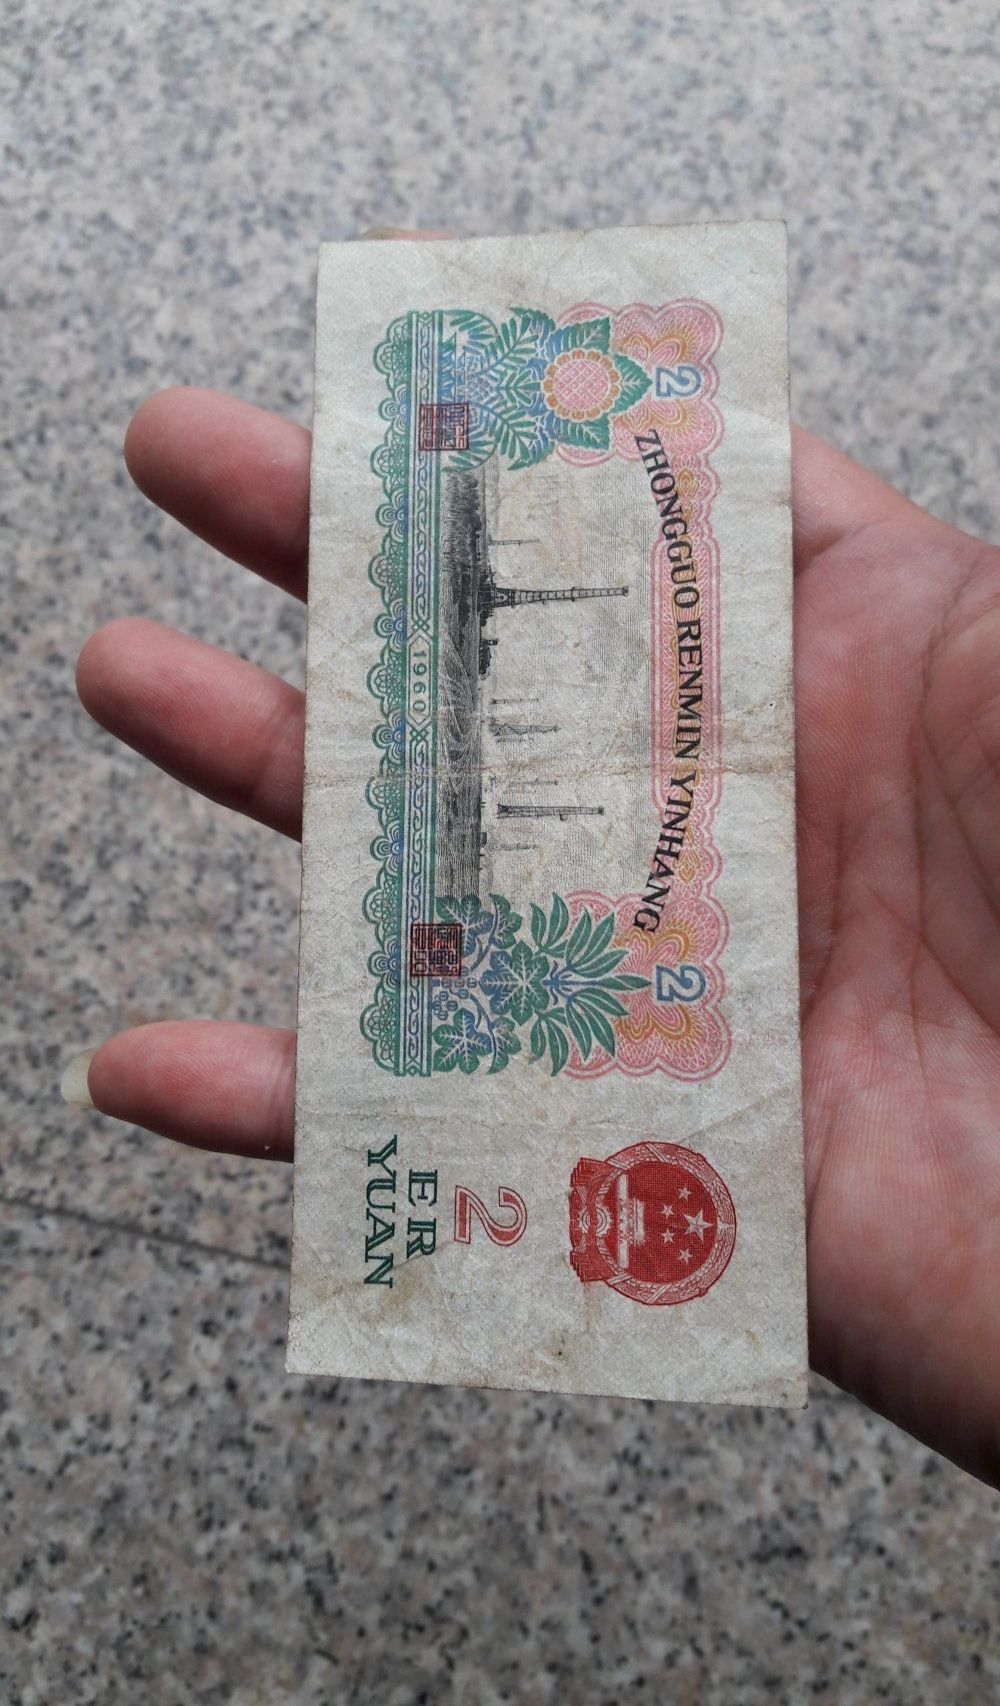 ZHONGGUO RENMIN YINHANG
2
2
1960
2
ER
YUAN